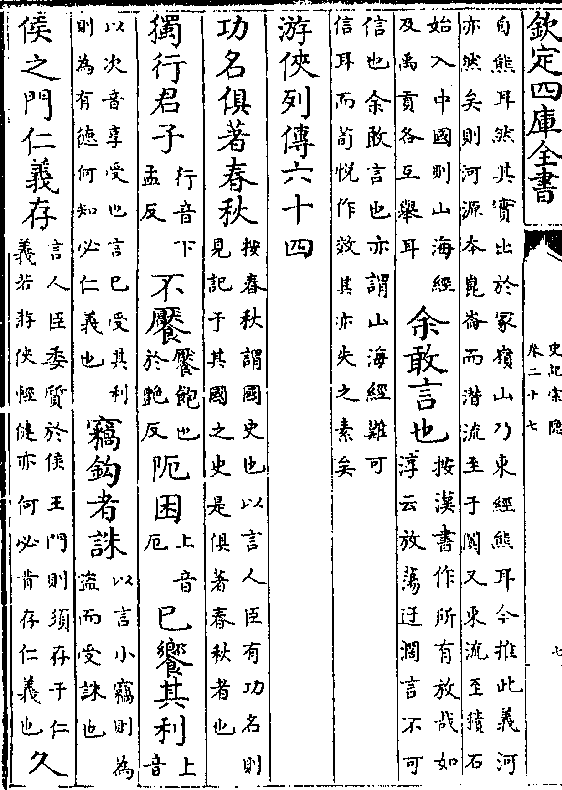 欽定四庫全書
史記索隱
卷二十七
七
自熊耳然其實出於冢嶺山乃東經熊耳今推此義河
亦然矣則河源本崑崙而潛流至于闐又東流至積石
始入中國則山海經
及禹貢各互舉耳
余敢言也
按漢書作所有放哉如
淳云放蕩迂濶言不可
信也余敢言也亦謂山海經難可
信耳而荀悅作效其亦失之素矣
游俠列傳六十四
功名俱著春秋
按春秋謂國史也以言人臣有功名則
見記于其國之史是俱著春秋者也
獨行君子
行音下
孟反
不饜
饜飽也
於艶反
阨困
上音
厄
已饗其利
上
音
以次音享受也言已受其利
則為有徳何知必仁義也
竊鈎者誅
以言小竊則為
盜而受誅也
侯之門仁義存
言人臣委質於侯王門則須存于仁
義若游俠輕健亦何必肯存仁義也
久